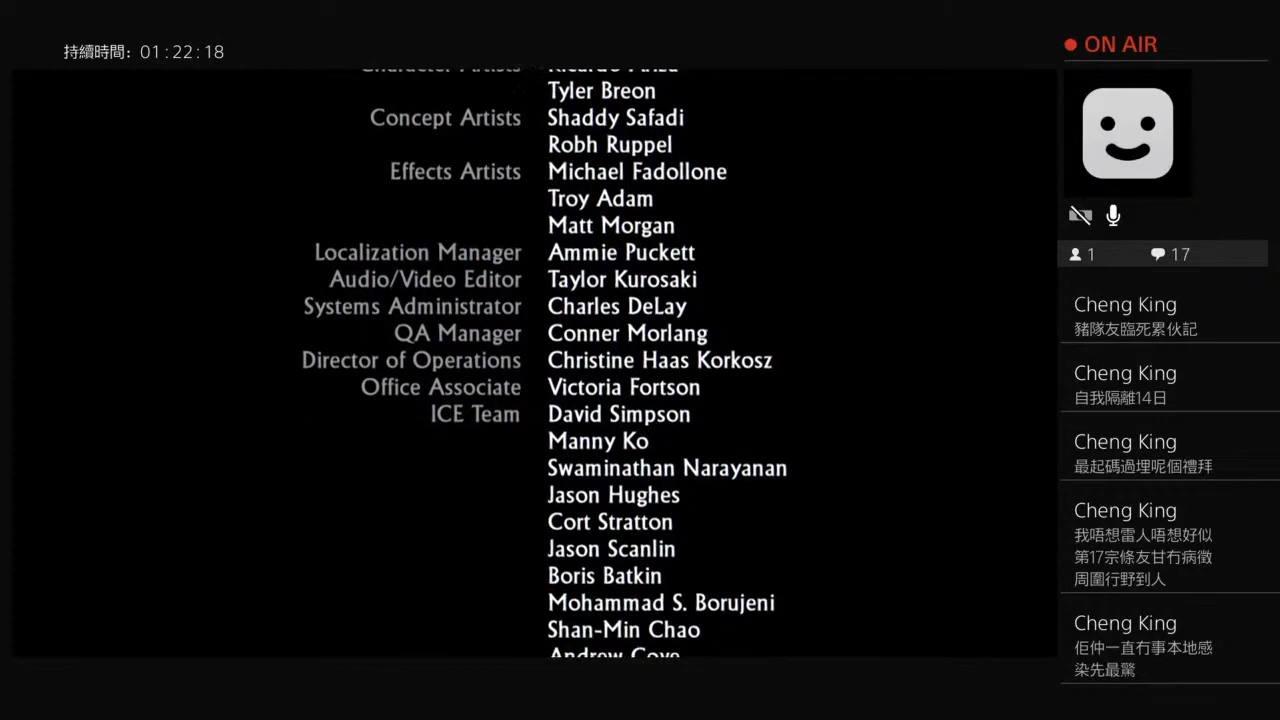 持續時間: 01:22:18
ON AIR
Tyler Breon
Concept Artists Shaddy Safadi
Robh Ruppel
Effects Artists Michael Fadollone
Troy Adam
Matt Morgan
Localization Manager Ammie Puckett
Audio/Video Editor Taylor Kurosaki
Systems Administrator Charles DeLay
QA Manager Conner Morlang
Director of Operations Christine Haas Korkosz
Office Associate Victoria Fortson
ICE Team David Simpson
Manny Ko
Swaminathan Narayanan
Jason Hughes
Cort Stratton
Jason Scanlin
Boris Batkin
Mohammad S. Borujeni
Shan-Min Chao
1 17
Cheng King
豬隊友臨死累伙記
Cheng King
自我隔離14日
Cheng King
最起碼過埋呢個禮拜
Cheng King
我唔想雷人唔想好似
第17宗條友甘冇病徵
周圍行野到人
Cheng King
佢仲一直冇事本地感
染先最驚